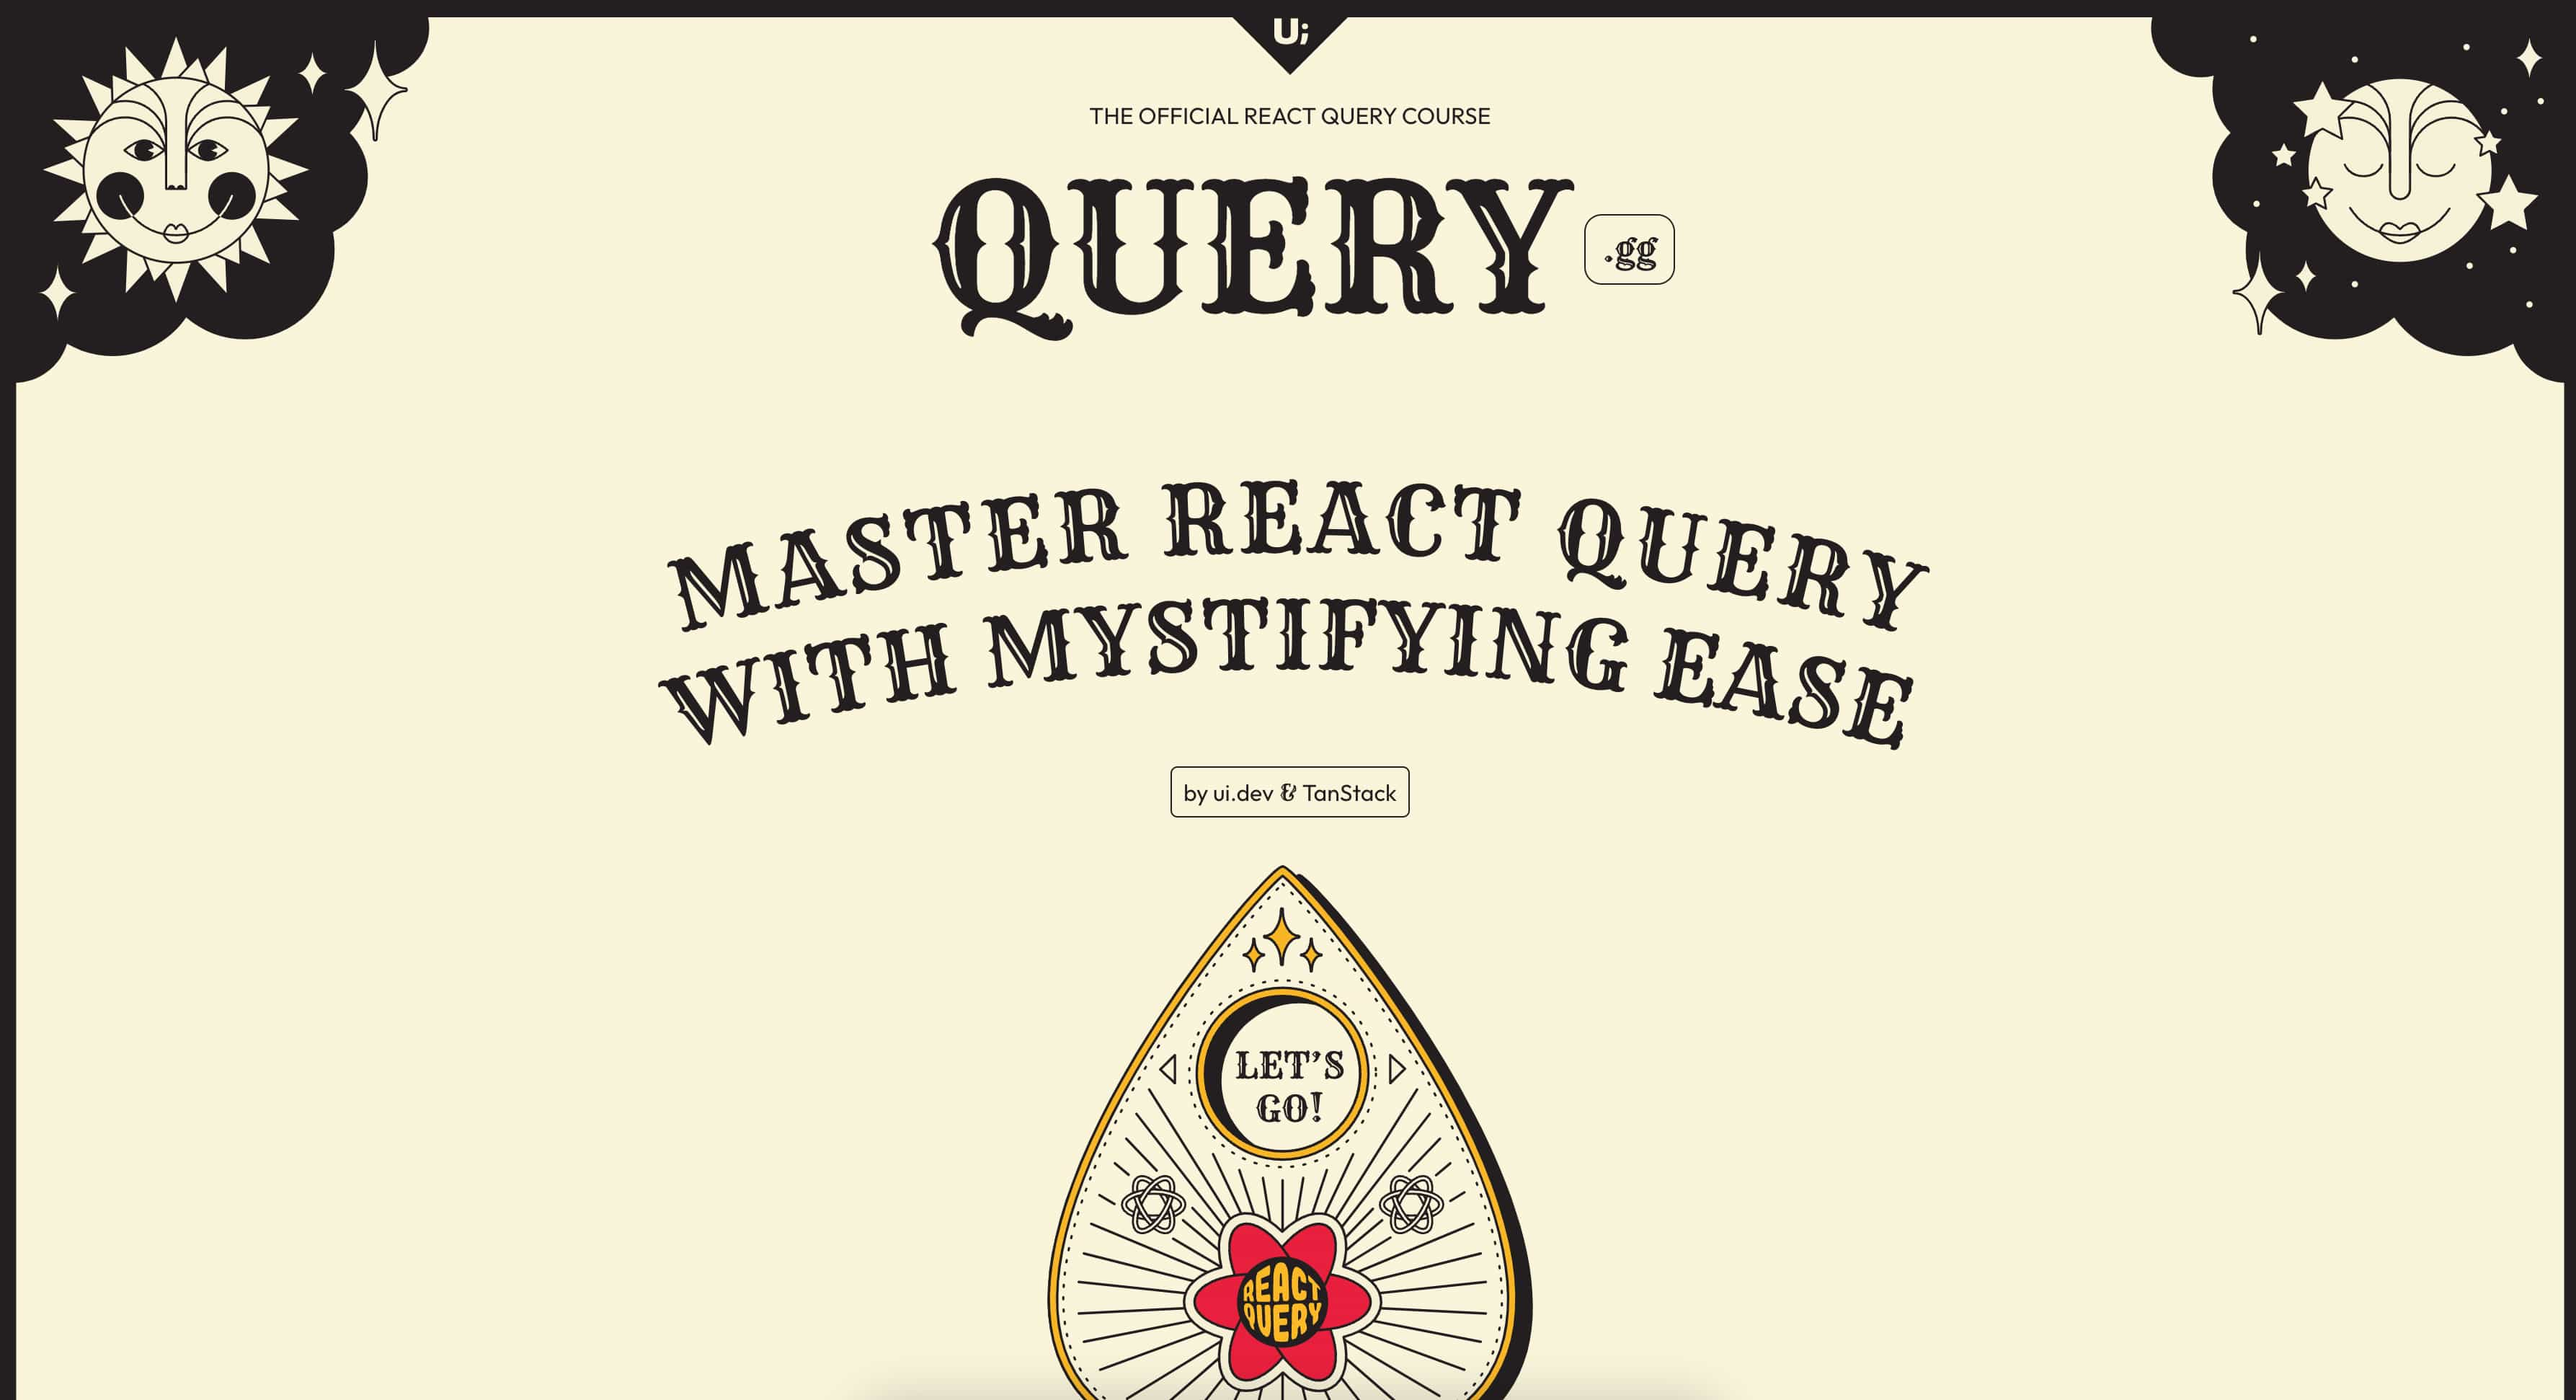 U;
THE OFFICIAL REACT QUERY COURSE
QUERY
.gg
MASTER REACT QUERY
WITH MYSTIFYING EASE
by ui.dev & TanStack
LET'S
GO!
REACT
QUERY